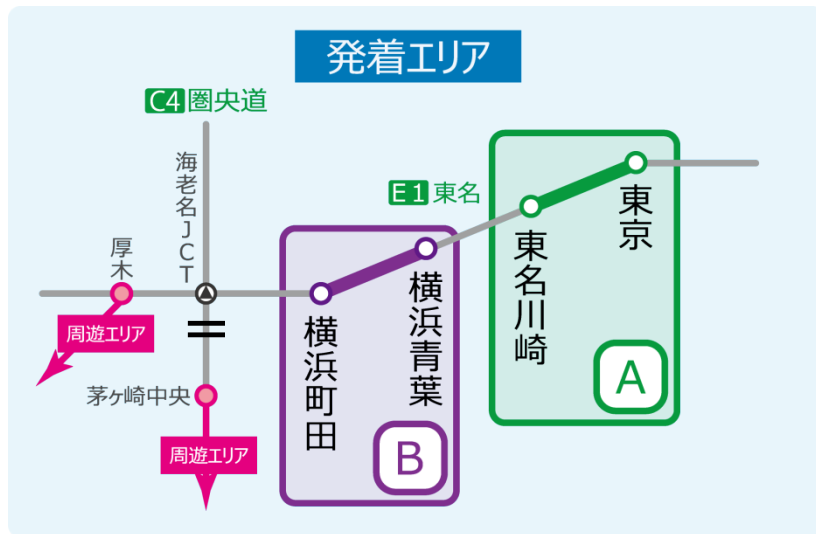 発着エリア
C4 圏央道
海老名JCT
E1 東名
東京
東名川崎
横浜青葉
横浜町田
厚木
周遊エリア
茅ヶ崎中央
周遊エリア
A
B